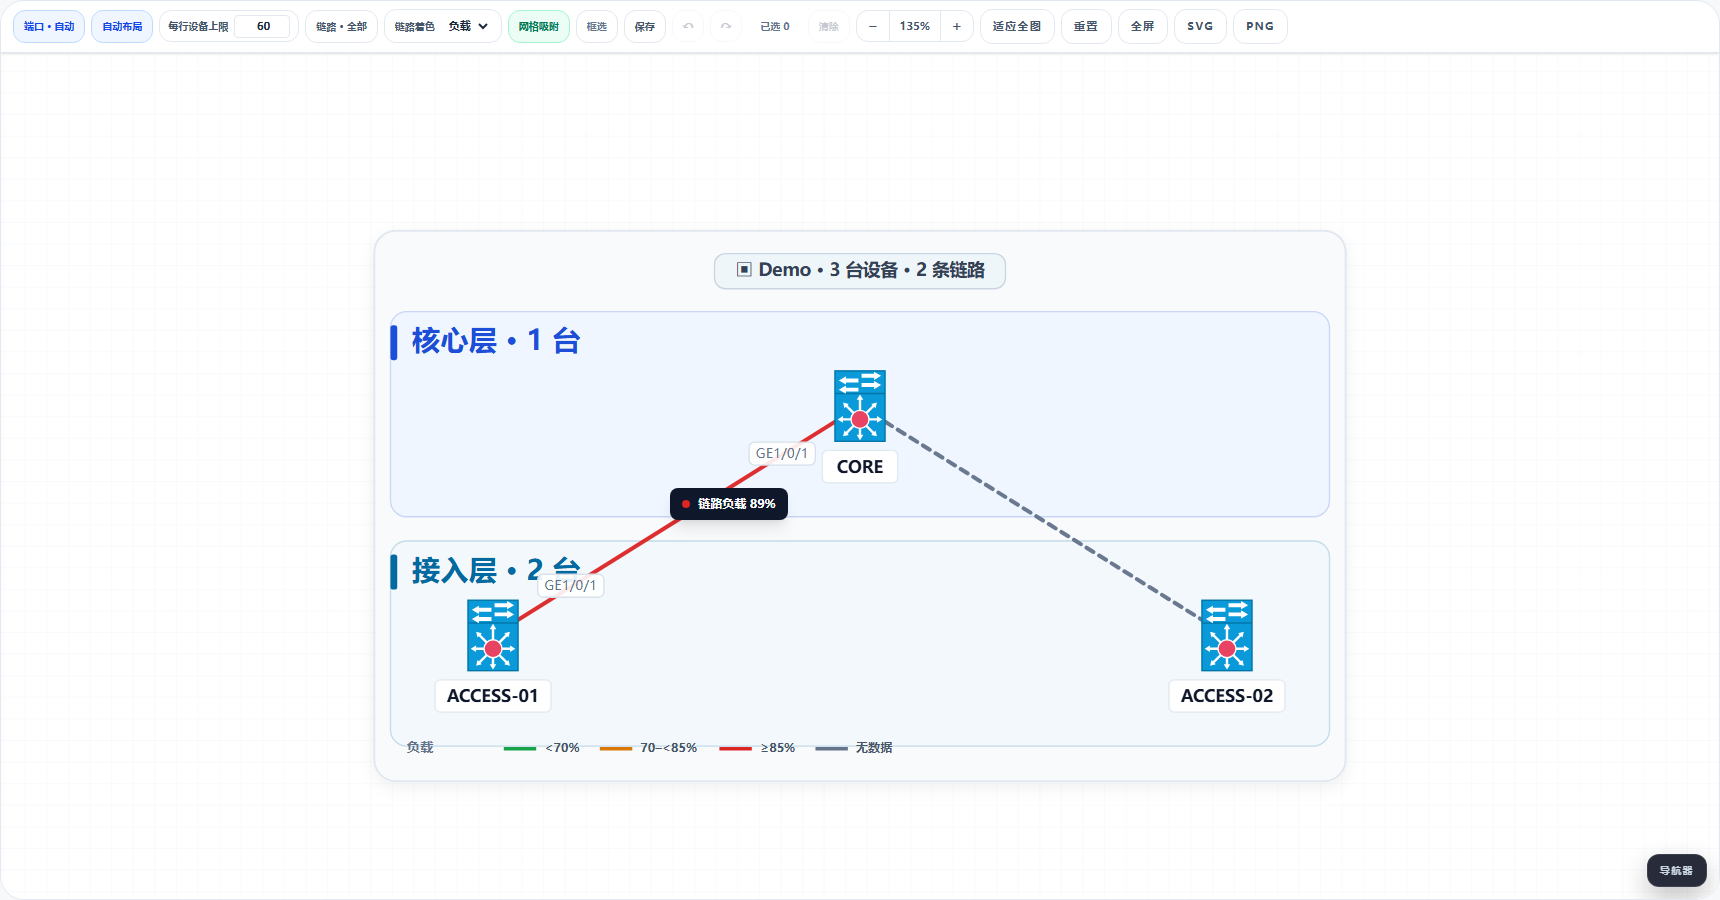 端口・自动 自动布局 每行设备上限 60 链路・全部 链路着色 负载 网格吸附 框选 保存 已选 0 清除 − 135% + 适应全图 重置 全屏 SVG PNG
Demo • 3 台设备 • 2 条链路
核心层 • 1 台
GE1/0/1
CORE
链路负载 89%
接入层 • 2 台
GE1/0/1
ACCESS-01 ACCESS-02
负载 <70% 70–<85% ≥85% 无数据
导航器